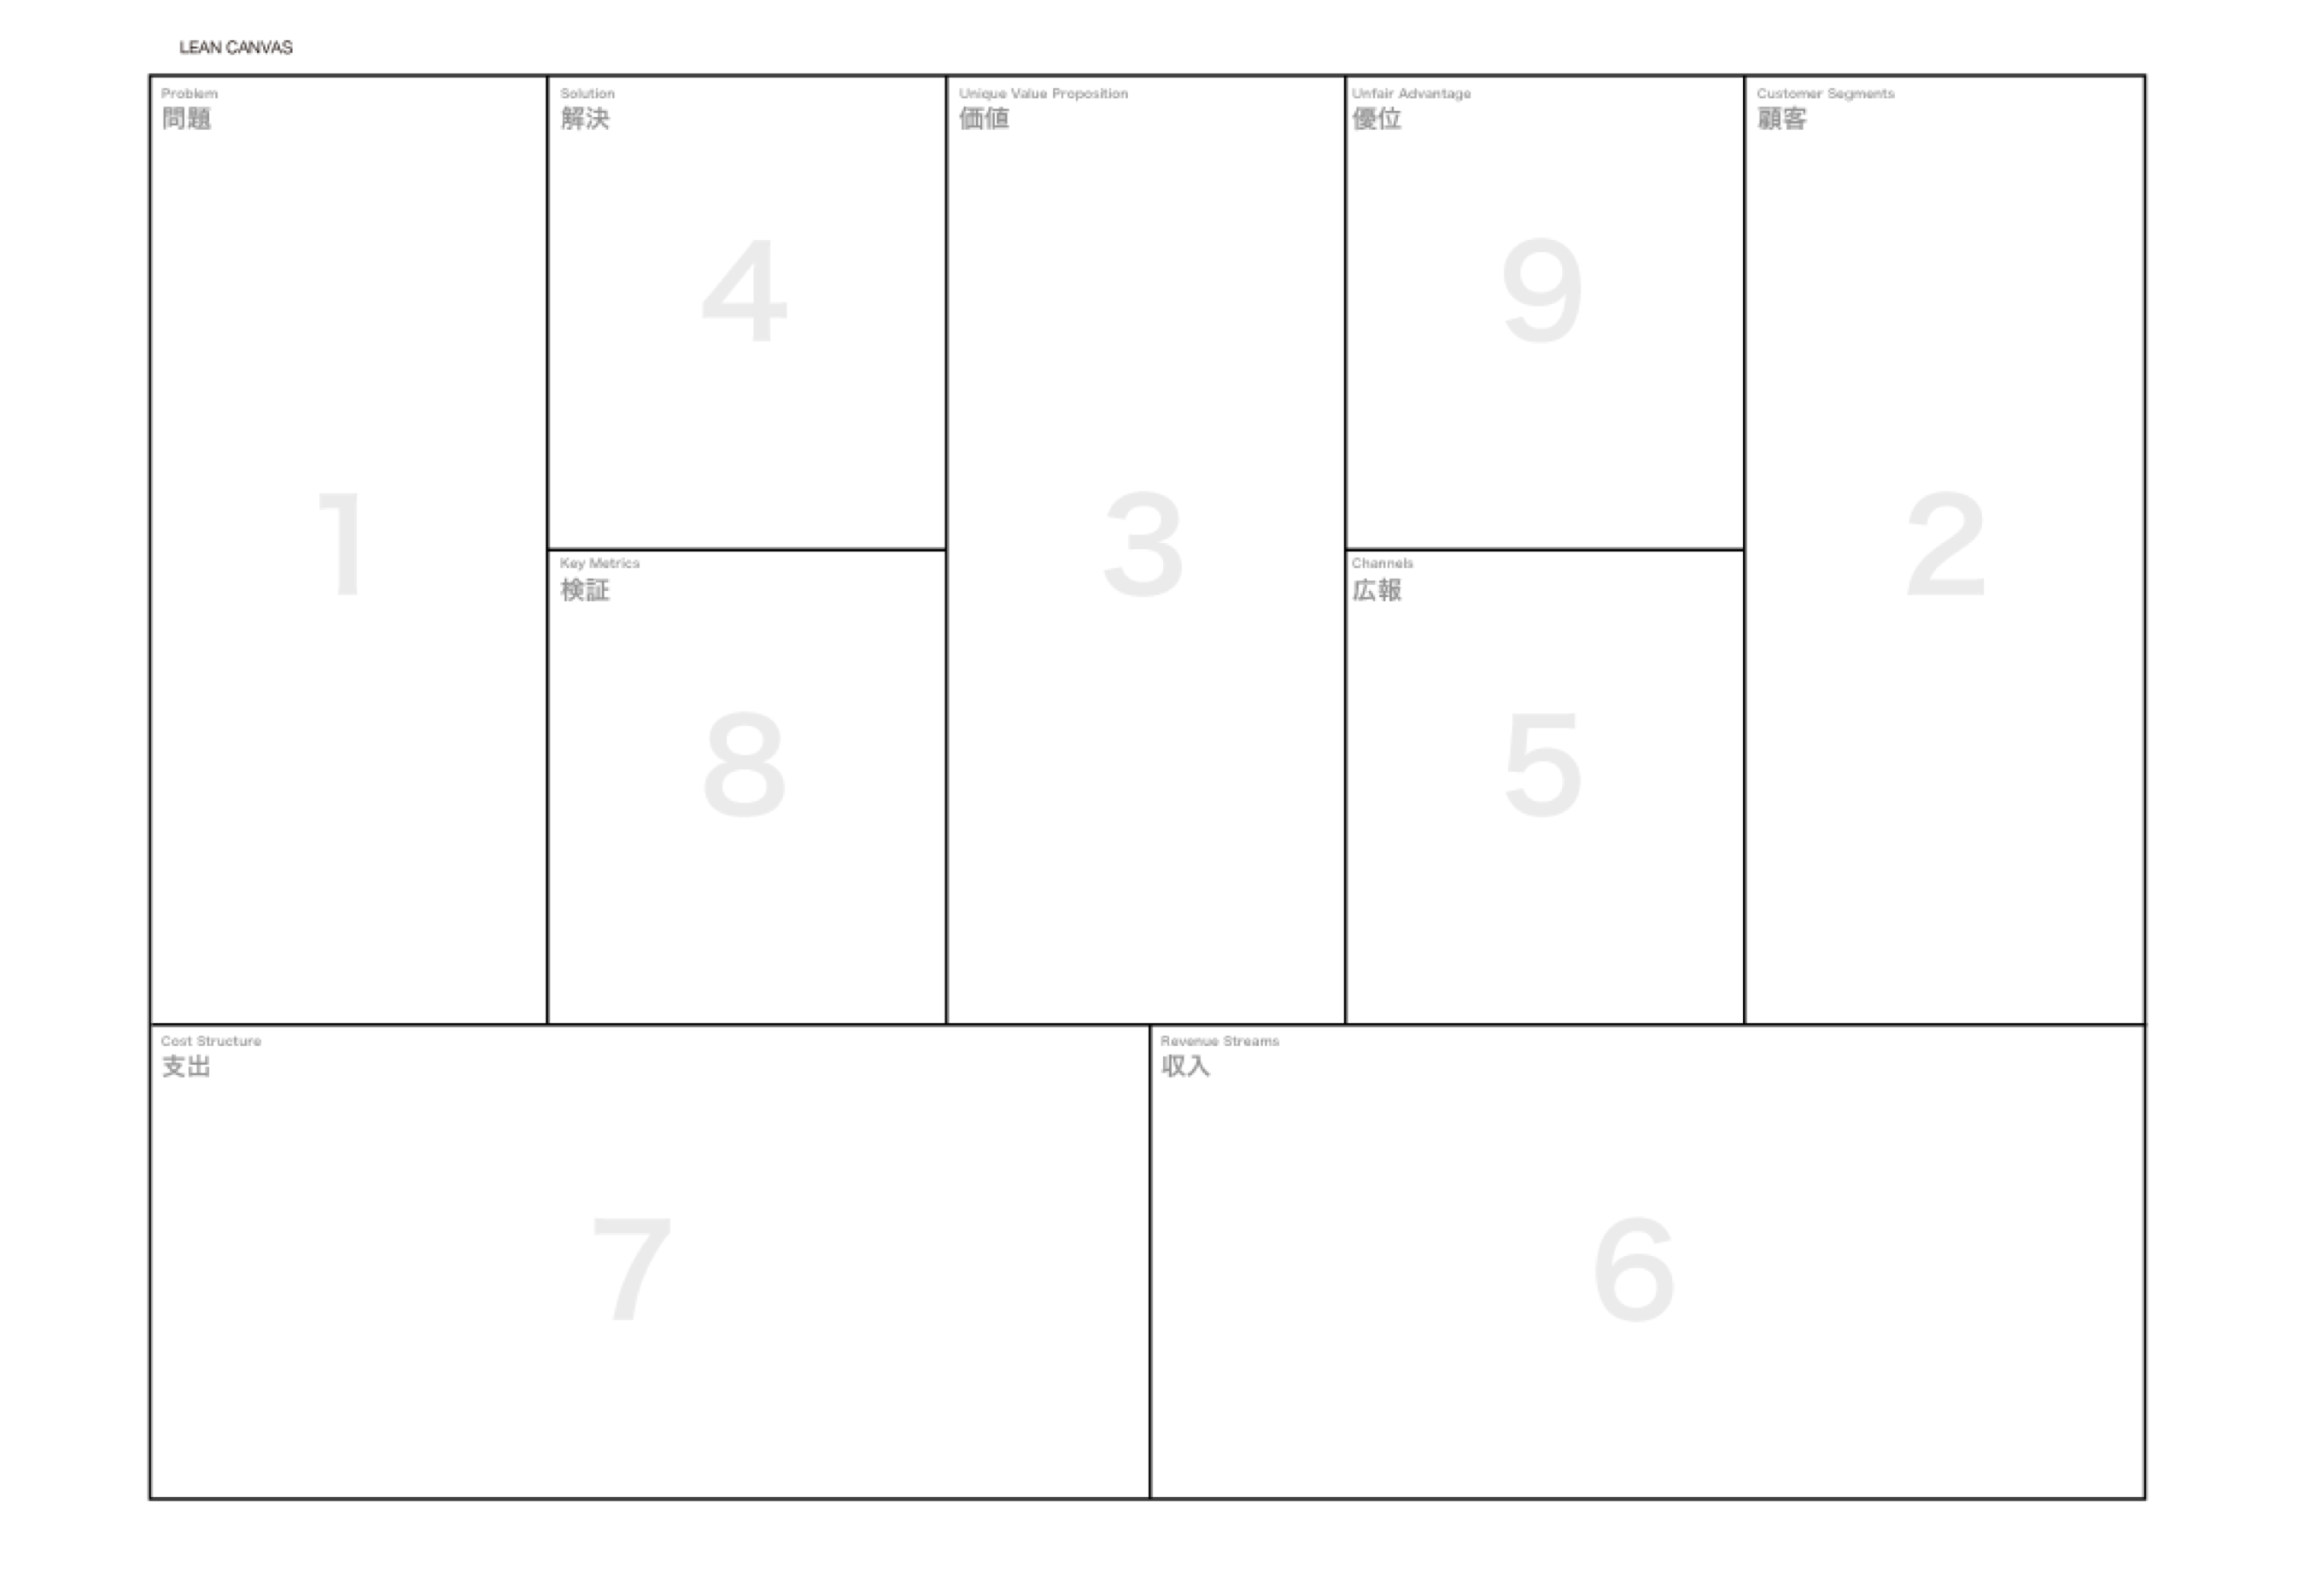 LEAN CANVAS
Problem
問題
1
Solution
解決
4
Key Metrics
検証
8
Unique Value Proposition
価値
3
Unfair Advantage
優位
9
Channels
広報
5
Customer Segments
顧客
2
Cost Structure
支出
7
Revenue Streams
収入
6